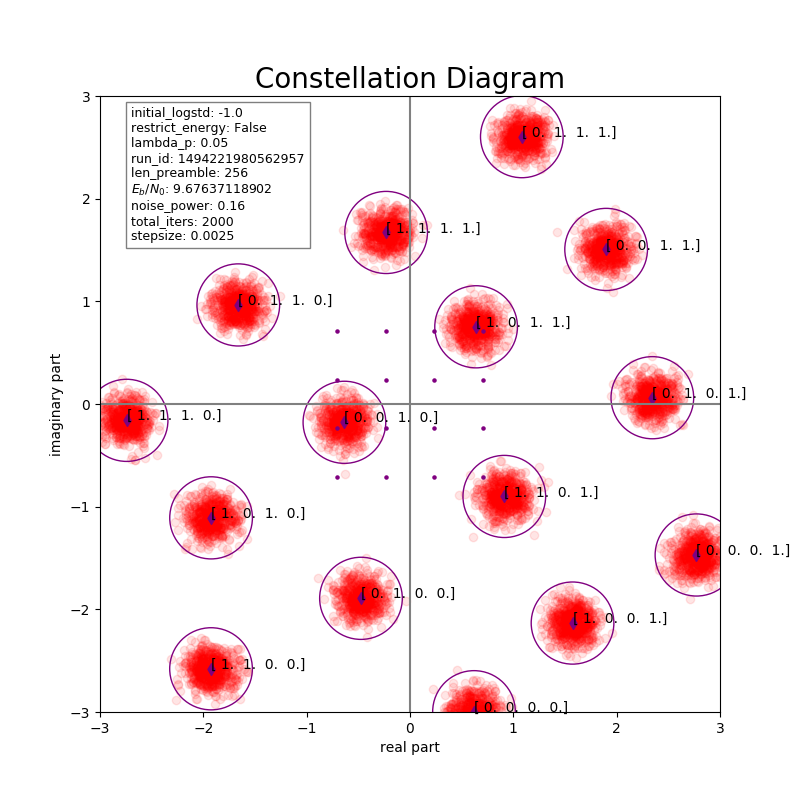 Constellation Diagram
initial_logstd: -1.0
restrict_energy: False
lambda_p: 0.05
run_id: 1494221980562957
len_preamble: 256
E_b/N_0: 9.67637118902
noise_power: 0.16
total_iters: 2000
stepsize: 0.0025
[ 0. 1. 1. 1.]
[ 1. 1. 1. 1.]
[ 0. 0. 1. 1.]
[ 0. 1. 1. 0.]
[ 1. 0. 1. 1.]
[ 0. 1. 0. 1.]
[ 1. 1. 1. 0.]
[ 0. 0. 1. 0.]
[ 1. 1. 0. 1.]
[ 1. 0. 1. 0.]
[ 0. 0. 0. 1.]
[ 0. 1. 0. 0.]
[ 1. 0. 0. 1.]
[ 1. 1. 0. 0.]
[ 0. 0. 0. 0.]
3
2
1
0
−1
−2
−3
imaginary part
−3 −2 −1 0 1 2 3
real part